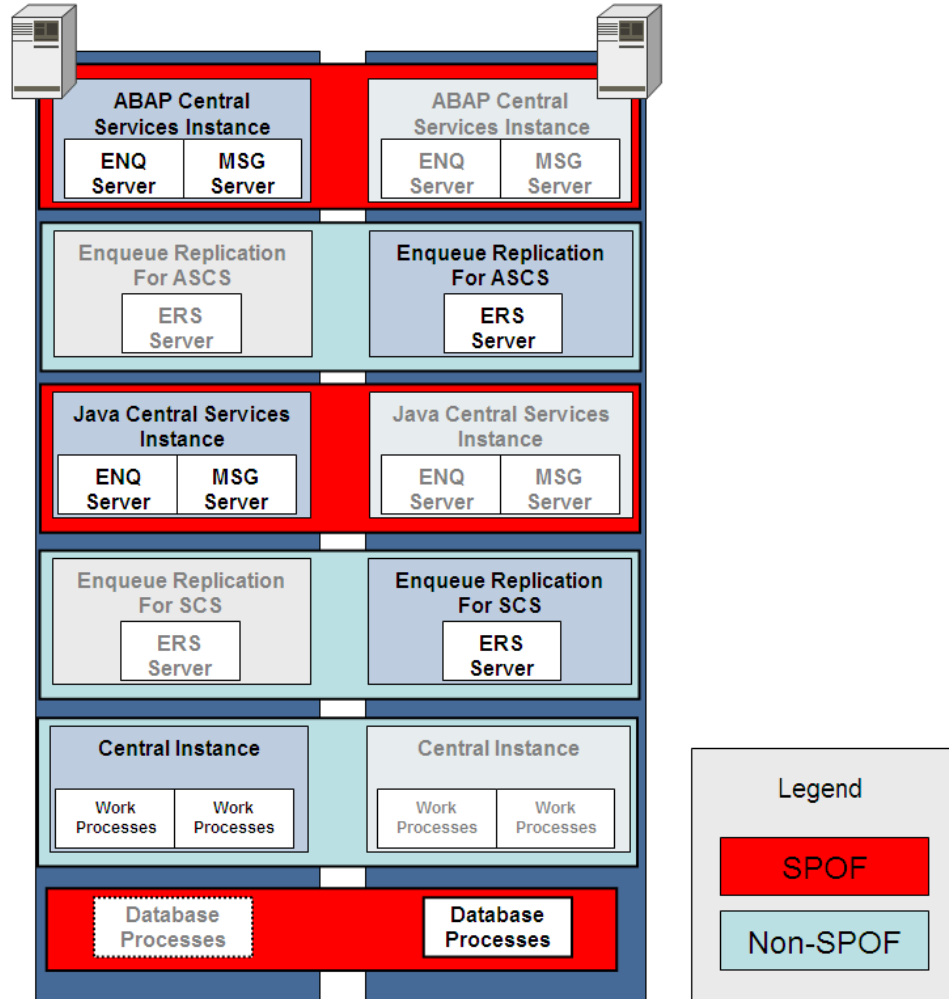 ABAP Central
Services Instance
ENQ
Server
MSG
Server
ABAP Central
Services Instance
ENQ
Server
MSG
Server
Enqueue Replication
For ASCS
ERS
Server
Enqueue Replication
For ASCS
ERS
Server
Java Central Services
Instance
ENQ
Server
MSG
Server
Java Central Services
Instance
ENQ
Server
MSG
Server
Enqueue Replication
For SCS
ERS
Server
Enqueue Replication
For SCS
ERS
Server
Central Instance
Work
Processes
Work
Processes
Central Instance
Work
Processes
Work
Processes
Database
Processes
Database
Processes
Legend
SPOF
Non-SPOF